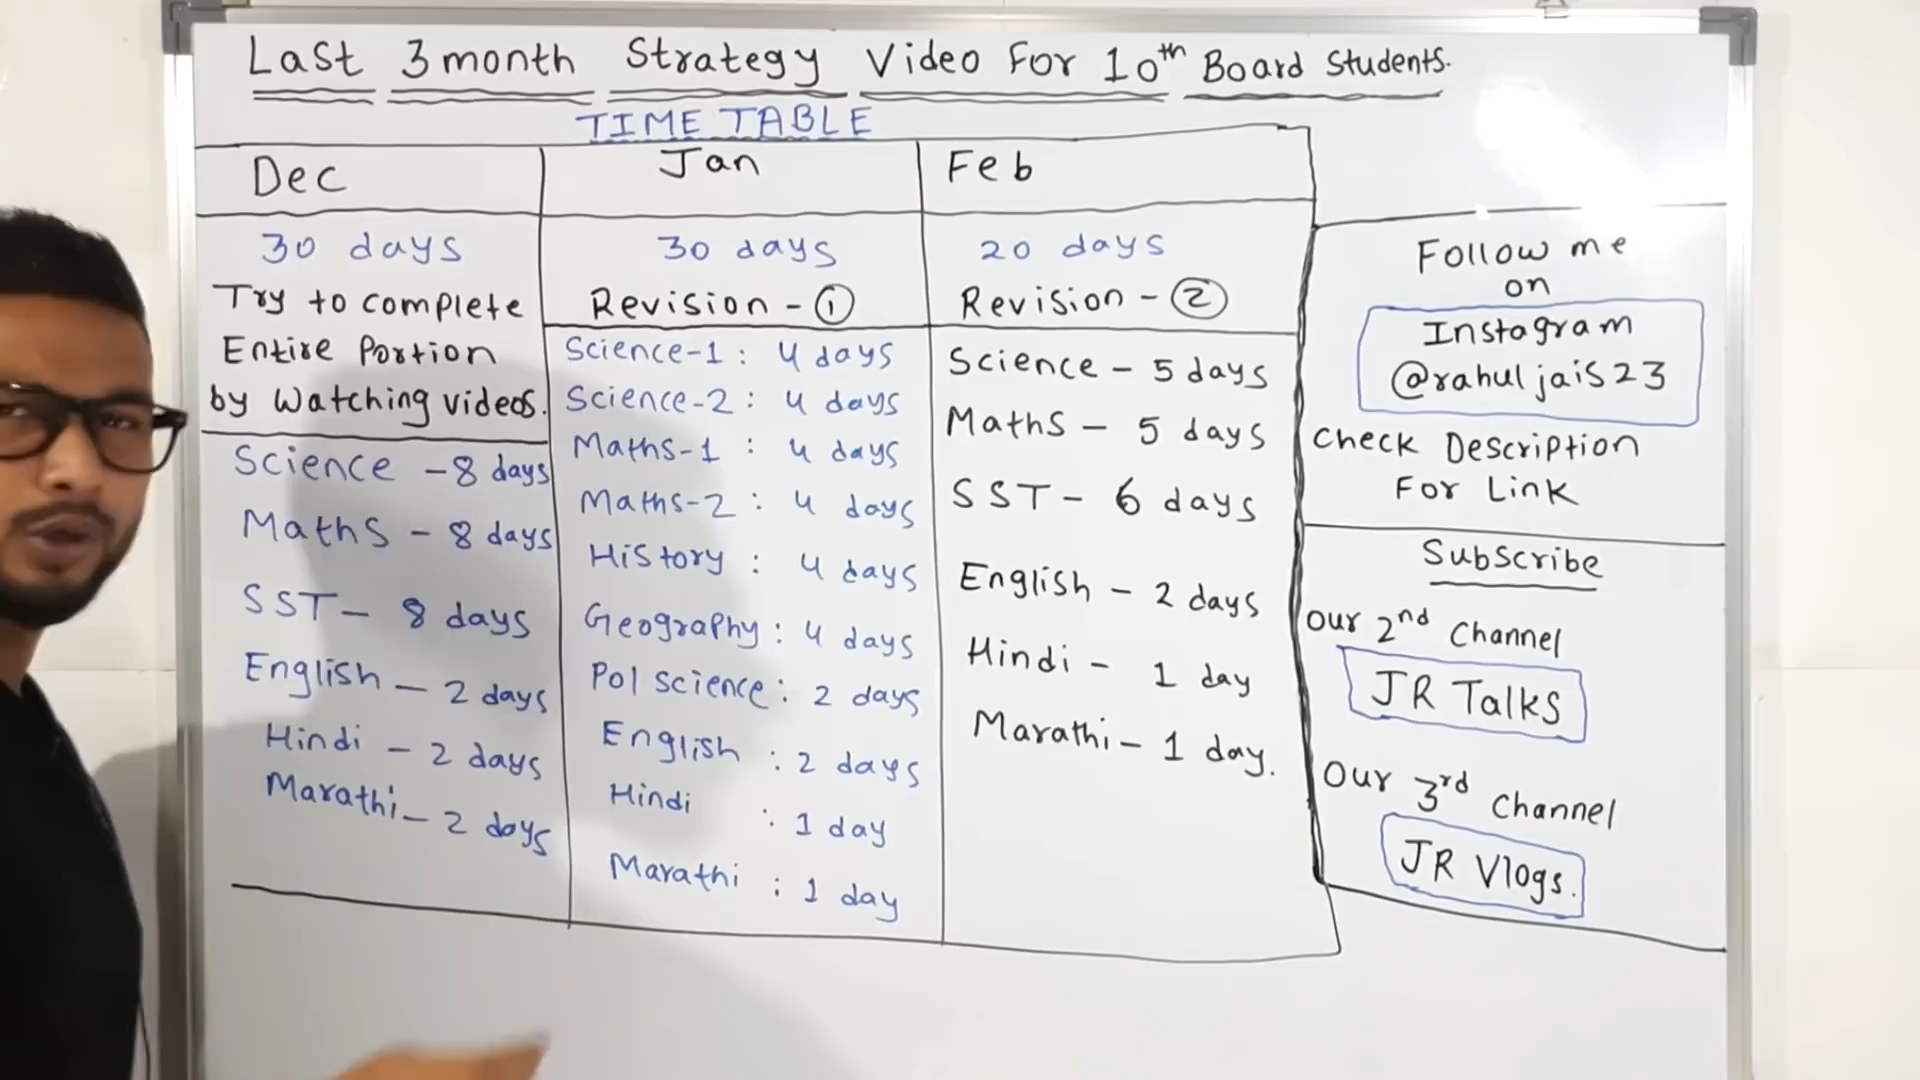 Last 3 month Strategy Video For 10th Board Students.
TIME TABLE
Dec
30 days
Try to complete
Entire Portion
by watching videos.
Science - 8 days
Maths - 8 days
SST - 8 days
English - 2 days
Hindi - 2 days
Marathi - 2 days
Jan
30 days
Revision - 1
Science-1 : 4 days
Science-2 : 4 days
Maths-1 : 4 days
Maths-2 : 4 days
History : 4 days
Geography : 4 days
Pol science : 2 days
English : 2 days
Hindi : 1 day
Marathi : 1 day
Feb
20 days
Revision - 2
Science - 5 days
Maths - 5 days
SST - 6 days
English - 2 days
Hindi - 1 day
Marathi - 1 day.
Follow me
on
Instagram
@rahuljais23
Check Description
For Link
Subscribe
Our 2nd Channel
JR Talks
Our 3rd Channel
JR Vlogs.